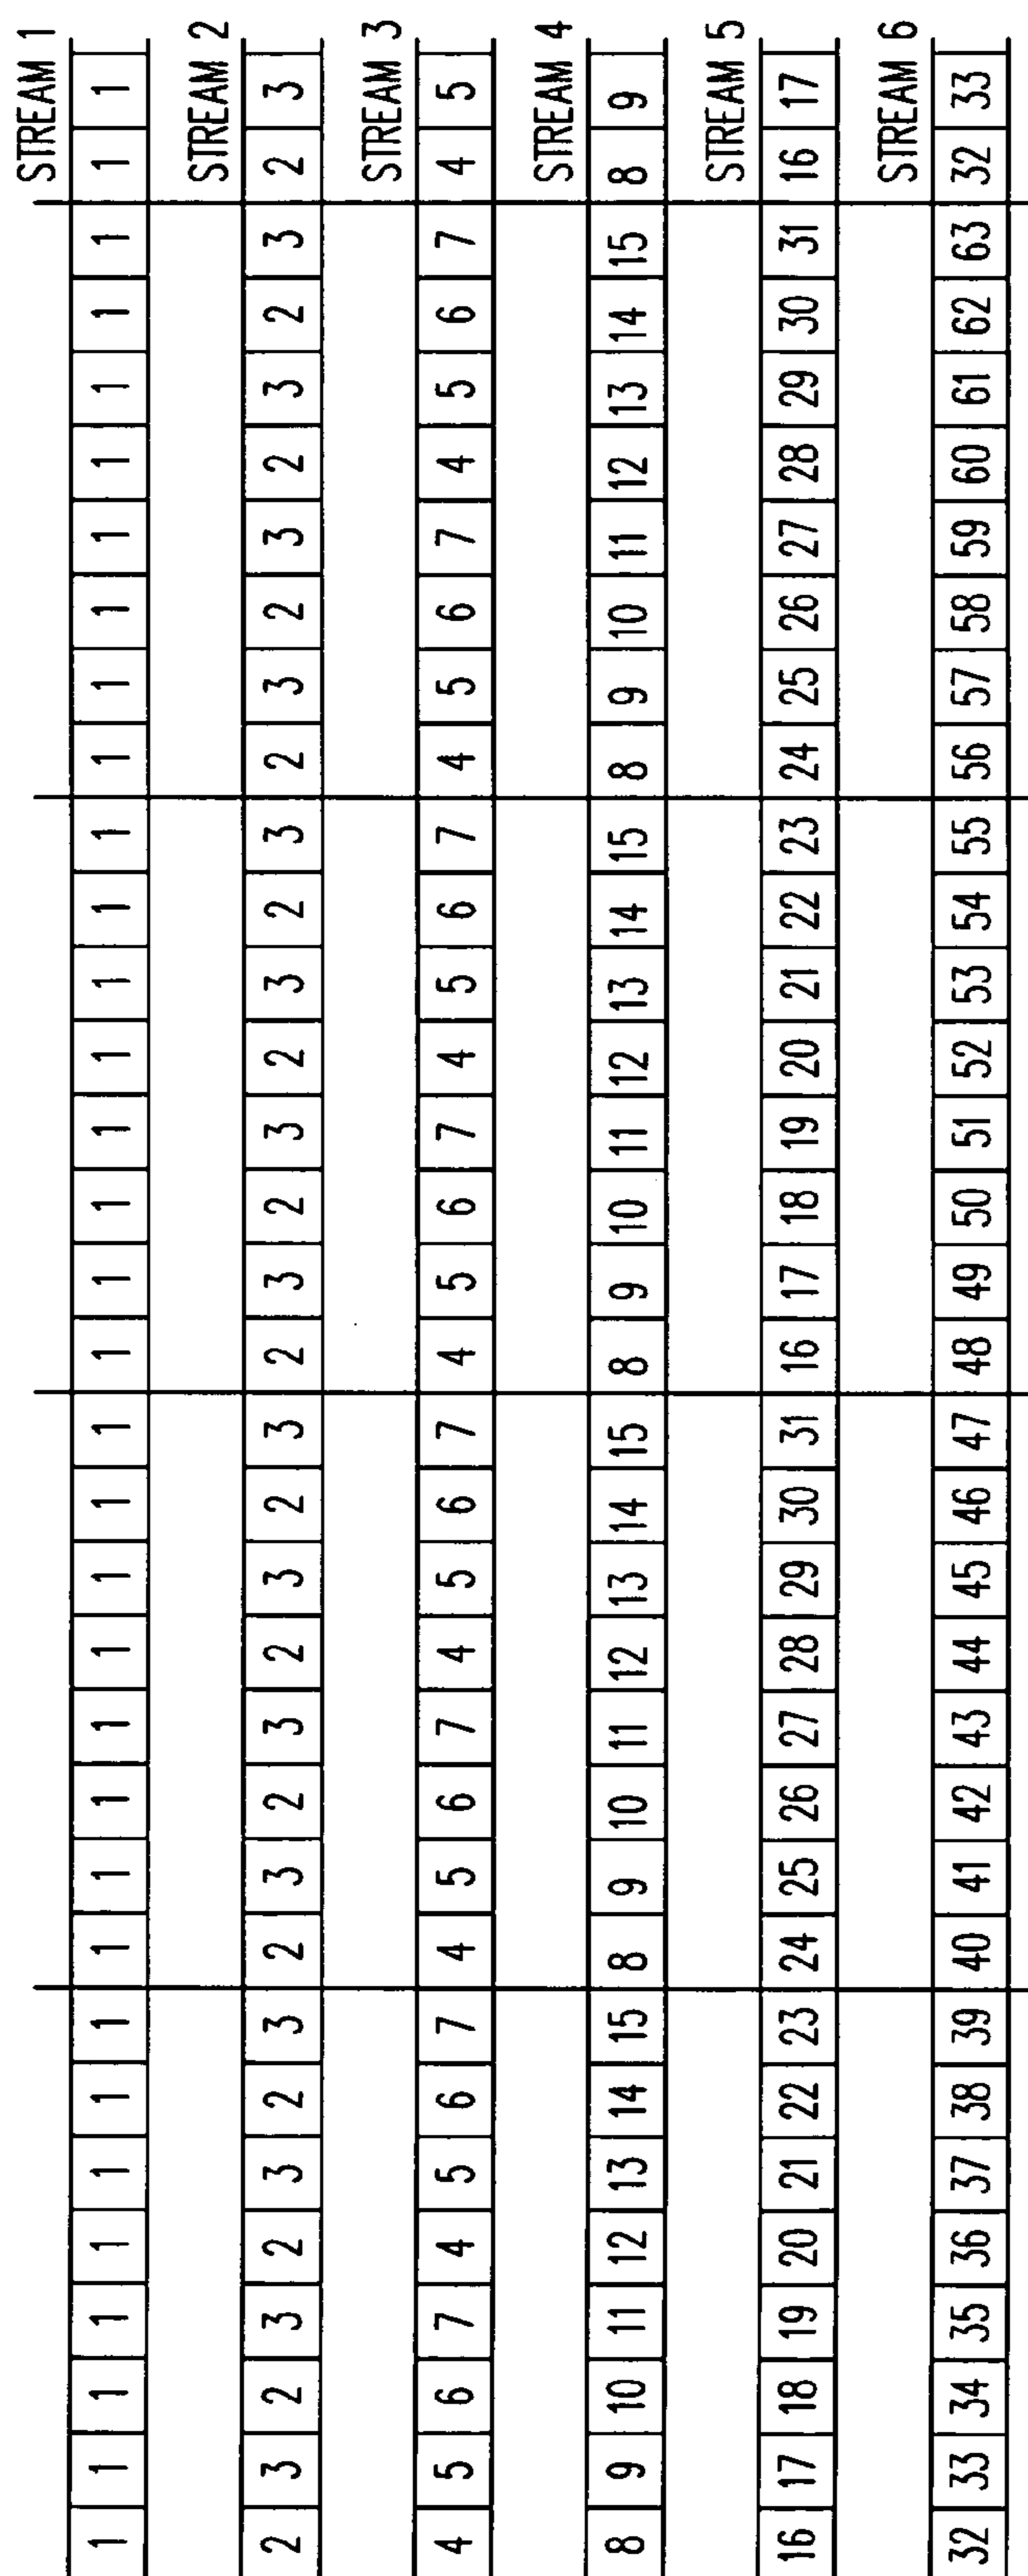 STREAM 1
1 1 1 1 1 1 1 1 1 1 1 1 1 1 1 1 1 1 1 1 1 1 1 1 1 1 1 1 1 1 1 1 1 1
STREAM 2
2 3 2 3 2 3 2 3 2 3 2 3 2 3 2 3 2 3 2 3 2 3 2 3 2 3 2 3 2 3 2 3 2 3
STREAM 3
4 5 6 7 4 5 6 7 4 5 6 7 4 5 6 7 4 5 6 7 4 5 6 7 4 5 6 7 4 5 6 7 4 5
STREAM 4
8 9 10 11 12 13 14 15 8 9 10 11 12 13 14 15 8 9 10 11 12 13 14 15 8 9 10 11 12 13 14 15 8 9
STREAM 5
16 17 18 19 20 21 22 23 24 25 26 27 28 29 30 31 16 17 18 19 20 21 22 23 24 25 26 27 28 29 30 31 16 17
STREAM 6
32 33 34 35 36 37 38 39 40 41 42 43 44 45 46 47 48 49 50 51 52 53 54 55 56 57 58 59 60 61 62 63 32 33